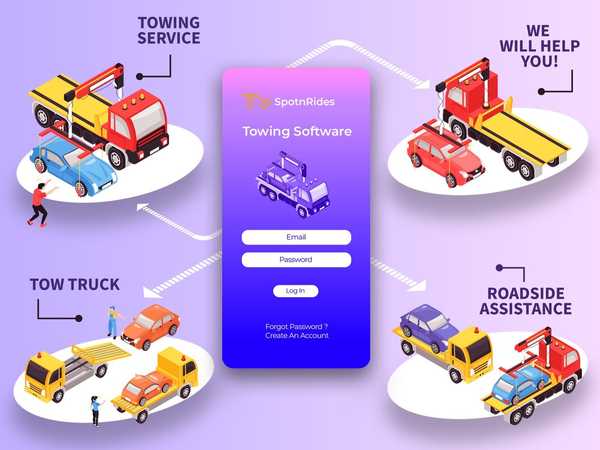 TOWING
SERVICE
WE
WILL HELP
YOU!
SpotnRides
Towing Software
Email
Password
Log In
Forgot Password ?
Create An Account
TOW TRUCK
ROADSIDE
ASSISTANCE